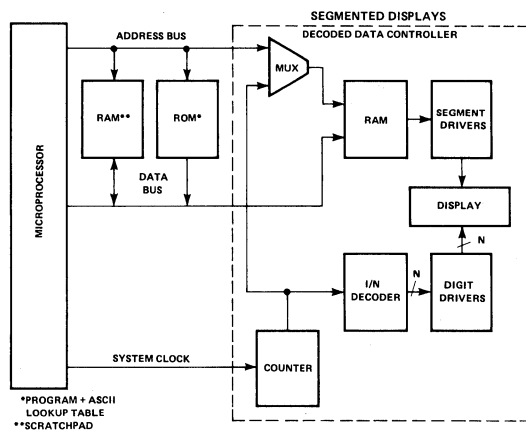 SEGMENTED DISPLAYS
ADDRESS BUS
DECODED DATA CONTROLLER
MUX
RAM**
ROM*
RAM
SEGMENT
DRIVERS
DATA
BUS
MICROPROCESSOR
DISPLAY
N
I/N
DECODER
N
DIGIT
DRIVERS
SYSTEM CLOCK
COUNTER
*PROGRAM + ASCII
LOOKUP TABLE
**SCRATCHPAD